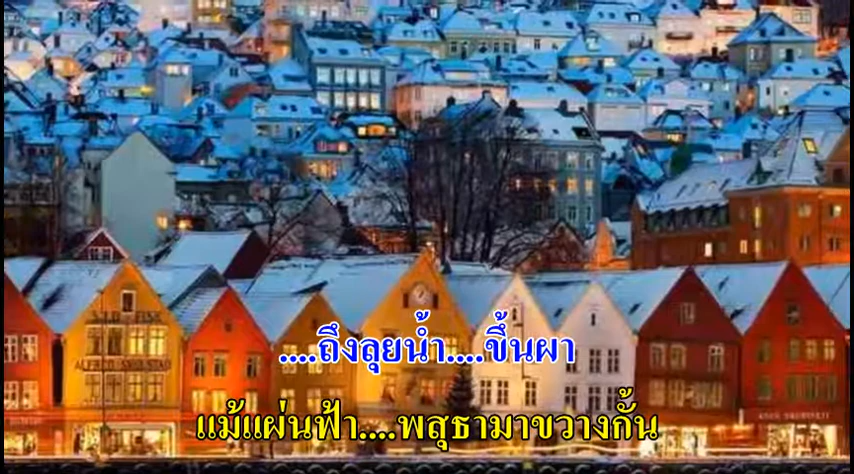 ....ถึงลุยน้ำ....ขึ้นผา
แม้แผ่นฟ้า....พสุธามาขวางกั้น